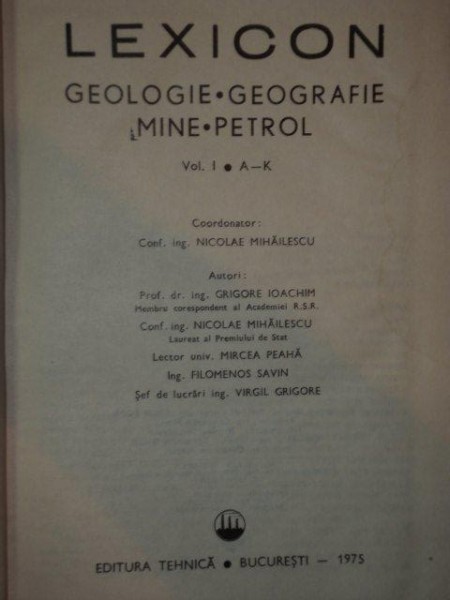 LEXICON
GEOLOGIE•GEOGRAFIE
MINE•PETROL
Vol. I • A—K
Coordonator:
Conf. ing. NICOLAE MIHĂILESCU
Autori:
Prof. dr. ing. GRIGORE IOACHIM
Membru corespondent al Academiei R.S.R.
Conf. ing. NICOLAE MIHĂILESCU
Laureat al Premiului de Stat
Lector univ. MIRCEA PEAHĂ
Ing. FILOMENOS SAVIN
Șef de lucrări ing. VIRGIL GRIGORE
EDITURA TEHNICĂ • BUCUREȘTI — 1975